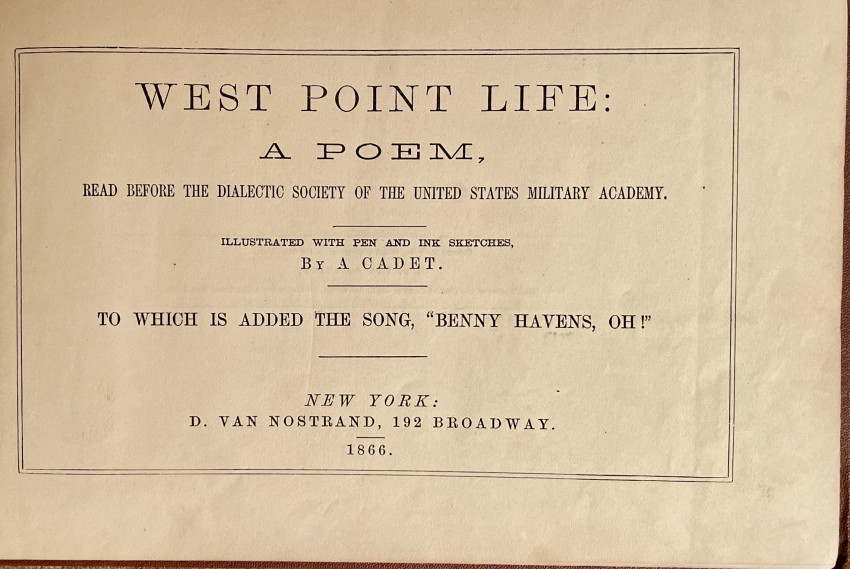 WEST POINT LIFE:
A POEM,
READ BEFORE THE DIALECTIC SOCIETY OF THE UNITED STATES MILITARY ACADEMY.
ILLUSTRATED WITH PEN AND INK SKETCHES,
BY A CADET.
TO WHICH IS ADDED THE SONG, “BENNY HAVENS, OH!”
NEW YORK:
D. VAN NOSTRAND, 192 BROADWAY.
1866.